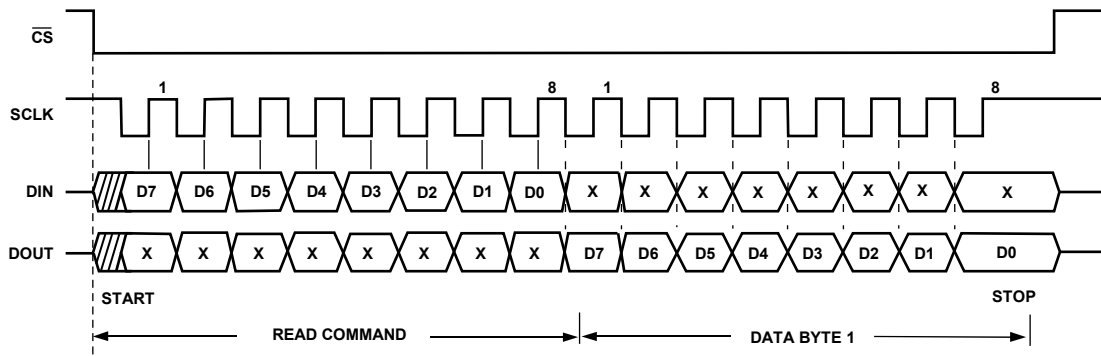 CS
1 8 1 8
SCLK
DIN D7 D6 D5 D4 D3 D2 D1 D0 X X X X X X X X
DOUT X X X X X X X X D7 D6 D5 D4 D3 D2 D1 D0
START STOP
READ COMMAND DATA BYTE 1